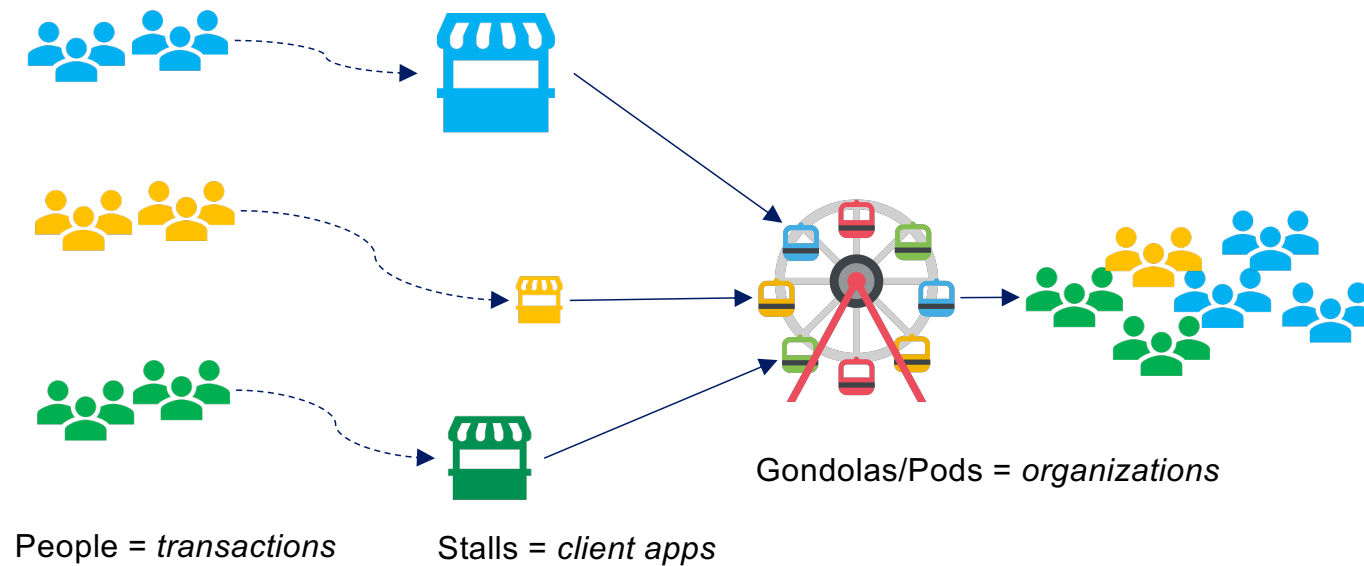 Gondolas/Pods = organizations
People = transactions
Stalls = client apps